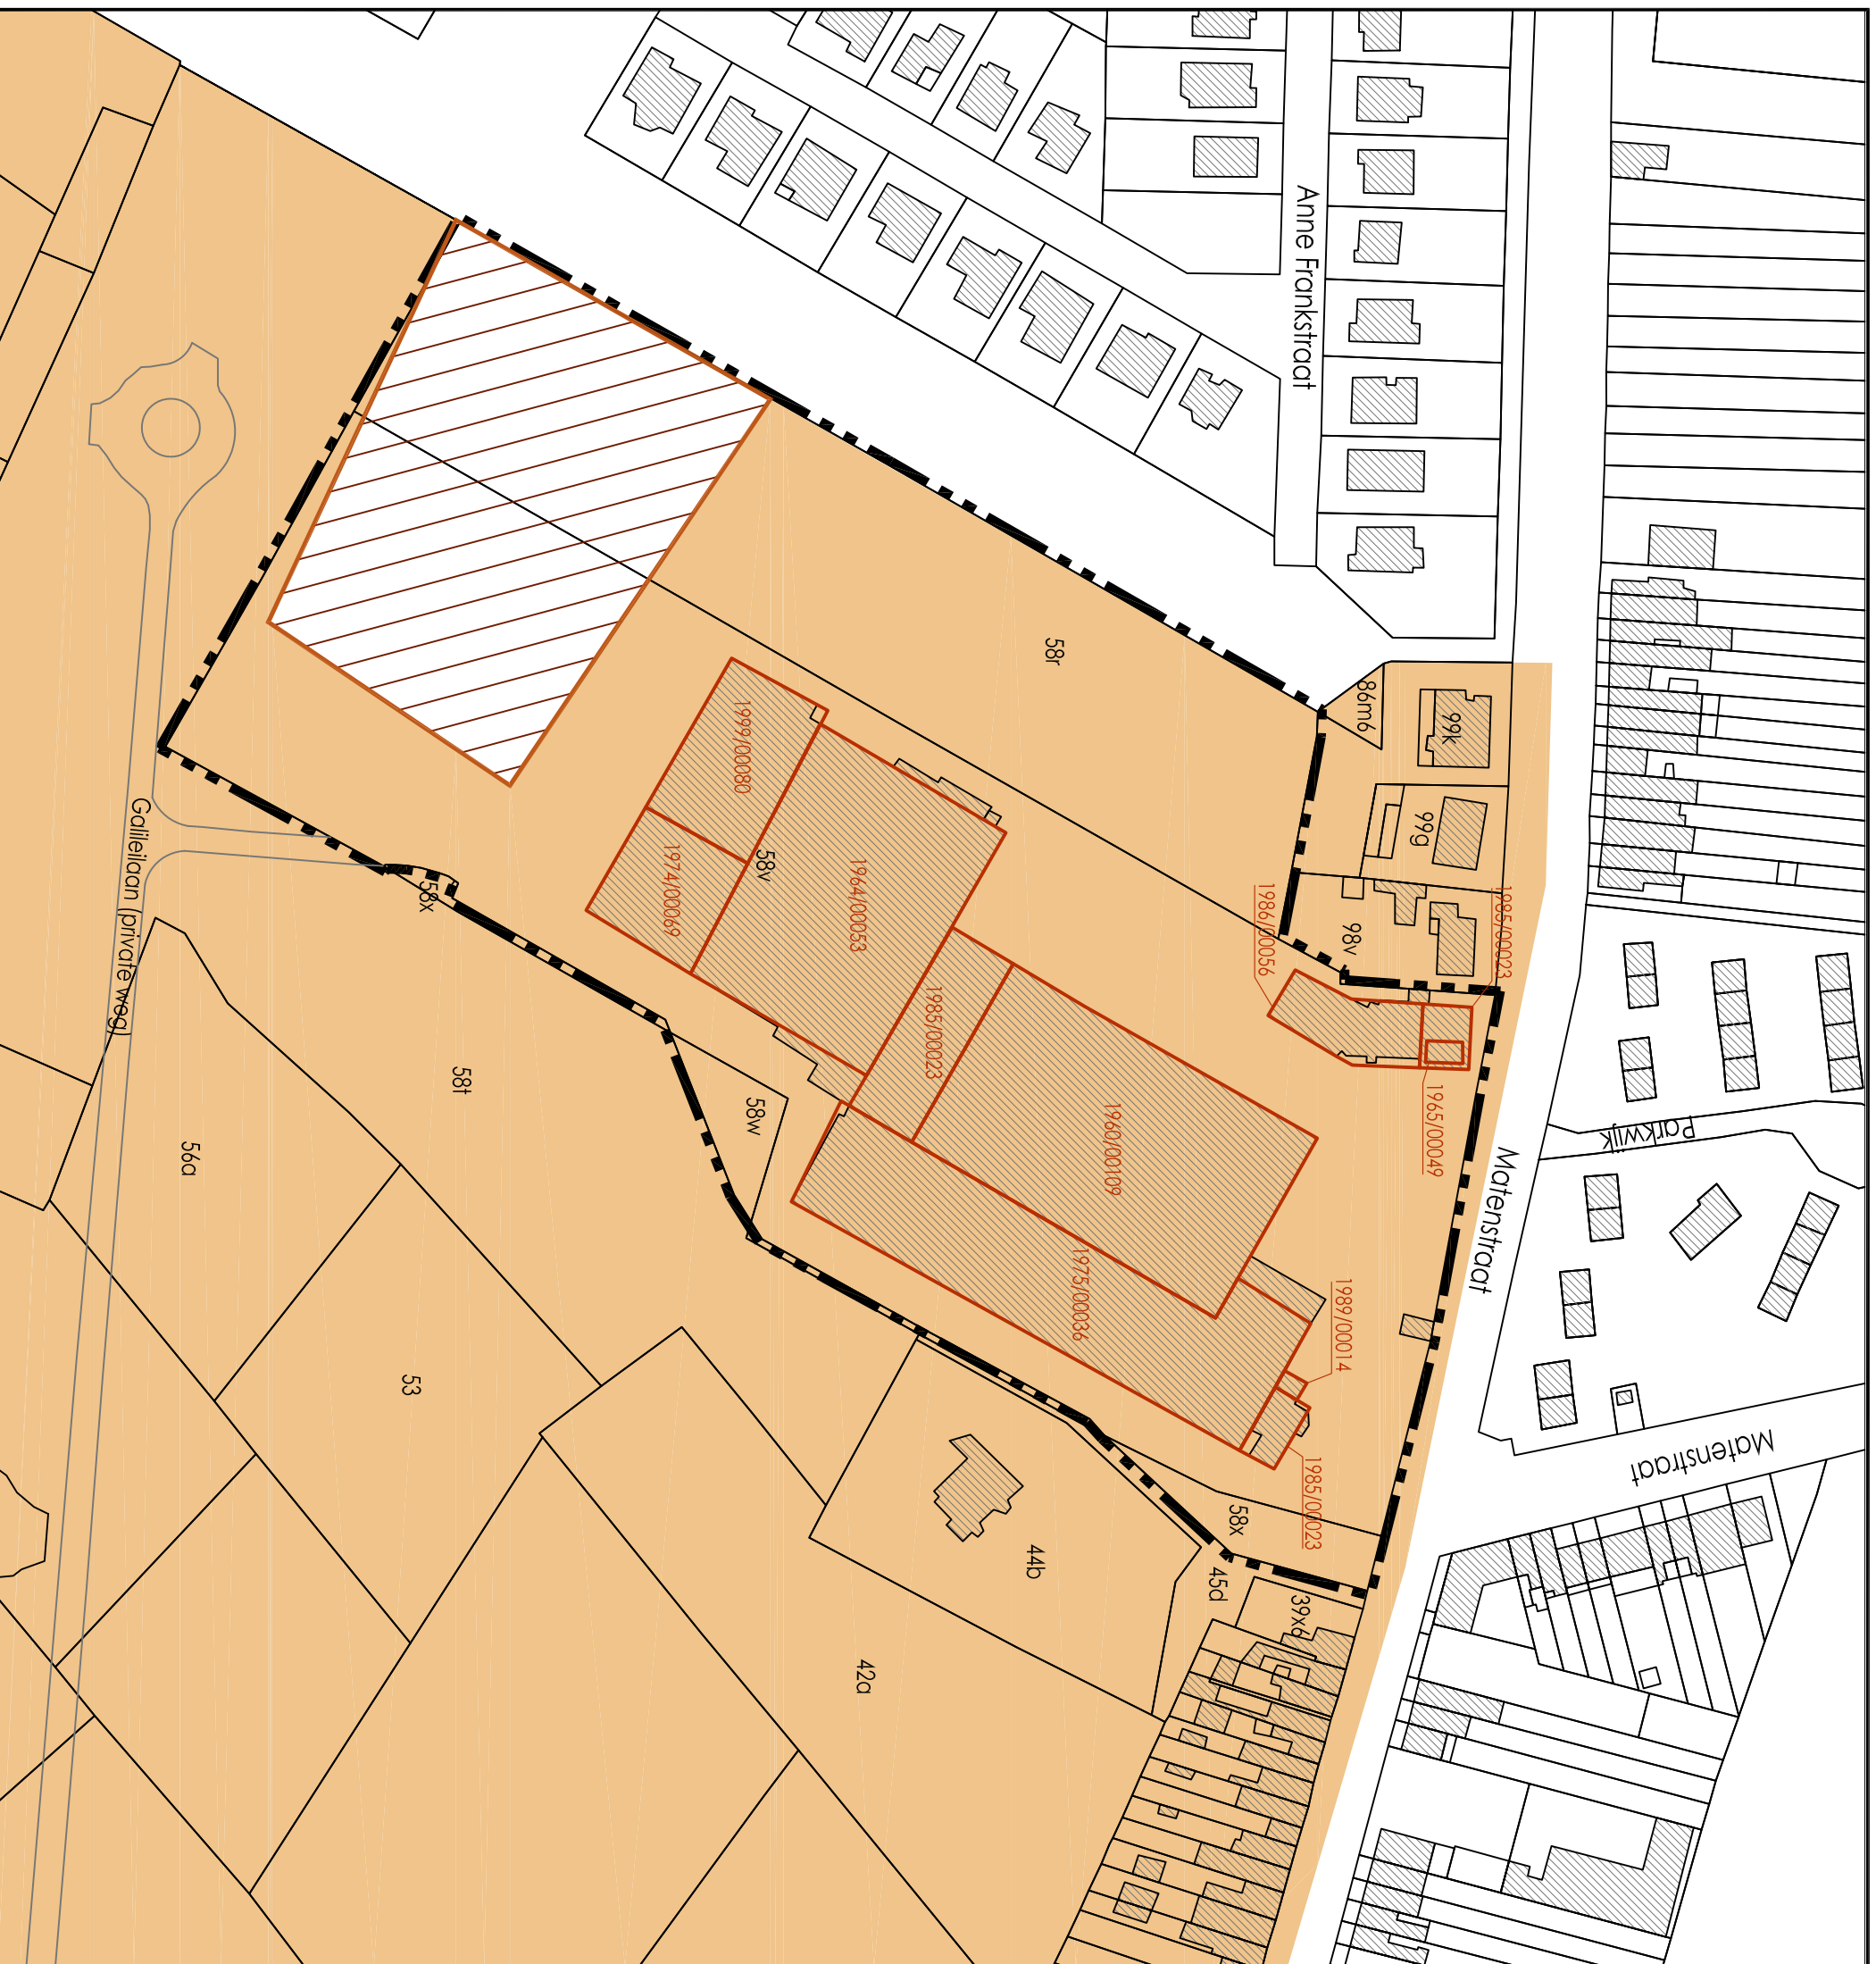 Anne Frankstraat
58r
86m6
99k
99g
98v
1985/00023
1986/00056
1965/00049
1999/00080
1974/00069
58v
1964/00053
1985/00023
1960/00109
1975/00036
1989/00014
1985/00023
Matenstraat
Parkwijk
Matenstraat
Galileilaan (private weg)
58x
58w
58t
56a
53
44b
42a
58x
45d
39x6